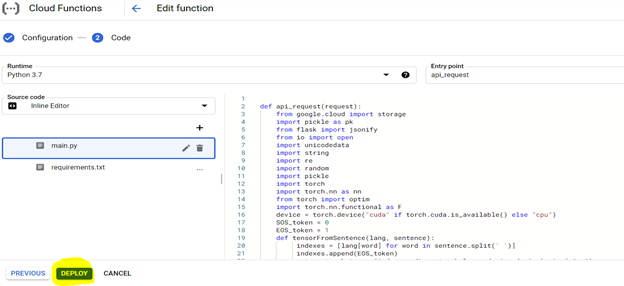 (···) Cloud Functions ← Edit function
Configuration — 2 Code
Runtime
Python 3.7
Entry point
api_request
Source code
Inline Editor
+
main.py
requirements.txt ...
1
2 def api_request(request):
3 from google.cloud import storage
4 import pickle as pk
5 from flask import jsonify
6 from io import open
7 import unicodedata
8 import string
9 import re
10 import random
11 import pickle
12 import torch
13 import torch.nn as nn
14 from torch import optim
15 import torch.nn.functional as F
16 device = torch.device("cuda" if torch.cuda.is_available() else "cpu")
17 SOS_token = 0
18 EOS_token = 1
19 def tensorFromSentence(lang, sentence):
20 indexes = [lang[word] for word in sentence.split(' ')]
21 indexes.append(EOS_token)
PREVIOUS DEPLOY CANCEL